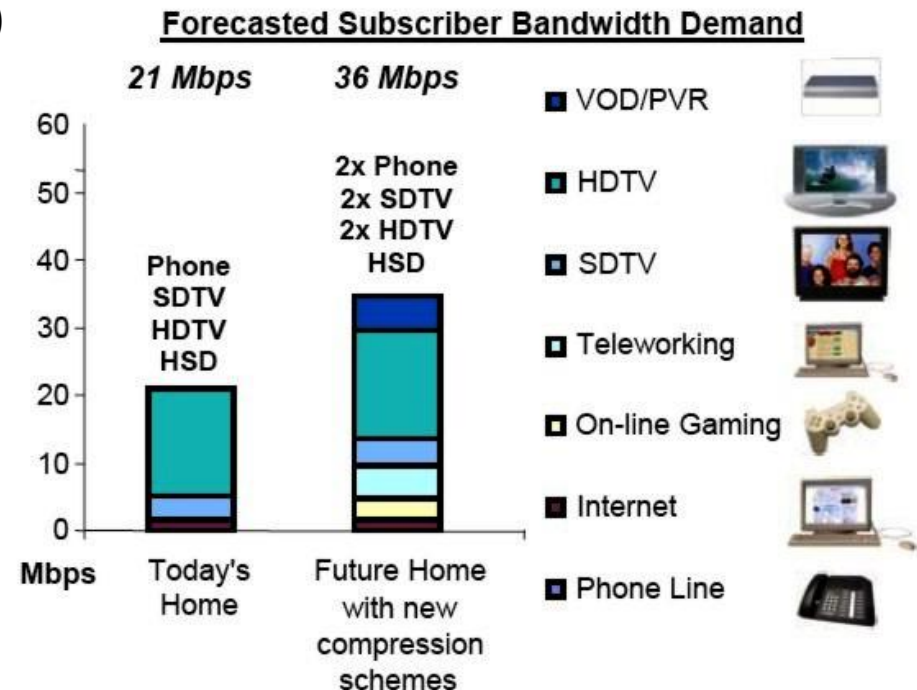 )
Forecasted Subscriber Bandwidth Demand
21 Mbps
36 Mbps
60
50
40
30
20
10
0
Mbps
Phone
SDTV
HDTV
HSD
2x Phone
2x SDTV
2x HDTV
HSD
Today's
Home
Future Home
with new
compression
schemes
VOD/PVR
HDTV
SDTV
Teleworking
On-line Gaming
Internet
Phone Line